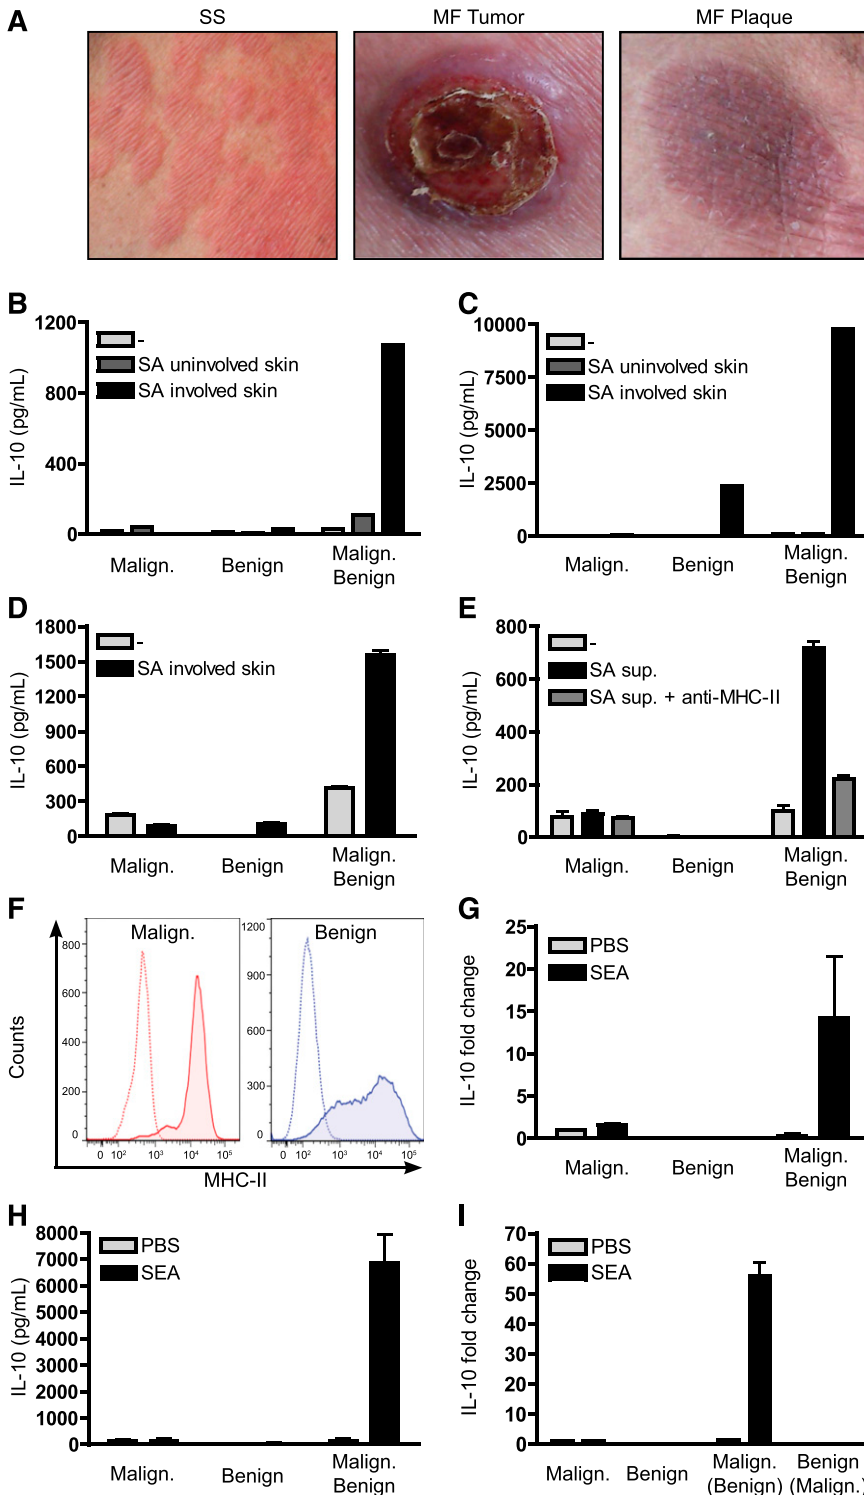 A
SS
MF Tumor
MF Plaque
B
IL-10 (pg/mL)
1200
800
400
0
-
SA uninvolved skin
SA involved skin
Malign.
Benign
Malign.
Benign
C
IL-10 (pg/mL)
10000
7500
5000
2500
0
-
SA uninvolved skin
SA involved skin
Malign.
Benign
Malign.
Benign
D
IL-10 (pg/mL)
1800
1500
1200
900
600
300
0
-
SA involved skin
Malign.
Benign
Malign.
Benign
E
IL-10 (pg/mL)
800
600
400
200
0
-
SA sup.
SA sup. + anti-MHC-II
Malign.
Benign
Malign.
Benign
F
Counts
Malign.
800
600
400
200
0
0 10² 10³ 10⁴ 10⁵
Benign
1200
900
600
300
0
0 10² 10³ 10⁴ 10⁵
MHC-II
G
IL-10 fold change
25
20
15
10
5
0
PBS
SEA
Malign.
Benign
Malign.
Benign
H
IL-10 (pg/mL)
8000
7000
6000
5000
4000
3000
2000
1000
0
PBS
SEA
Malign.
Benign
Malign.
Benign
I
IL-10 fold change
70
60
50
40
30
20
10
0
PBS
SEA
Malign.
Benign
Malign.
(Benign)
Benign
(Malign.)